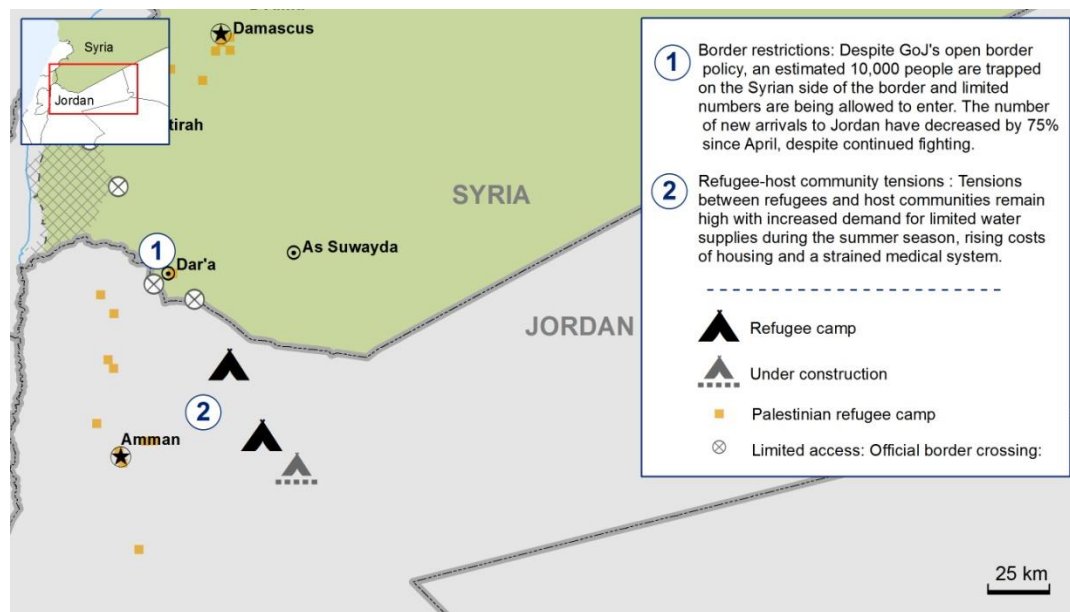 Damascus
Syria
Jordan
tirah
SYRIA
As Suwayda
Dar'a
JORDAN
Amman
25 km
1
Border restrictions: Despite GoJ's open border
policy, an estimated 10,000 people are trapped
on the Syrian side of the border and limited
numbers are being allowed to enter. The number
of new arrivals to Jordan have decreased by 75%
since April, despite continued fighting.
2
Refugee-host community tensions : Tensions
between refugees and host communities remain
high with increased demand for limited water
supplies during the summer season, rising costs
of housing and a strained medical system.
Refugee camp
Under construction
Palestinian refugee camp
Limited access: Official border crossing:
1
2